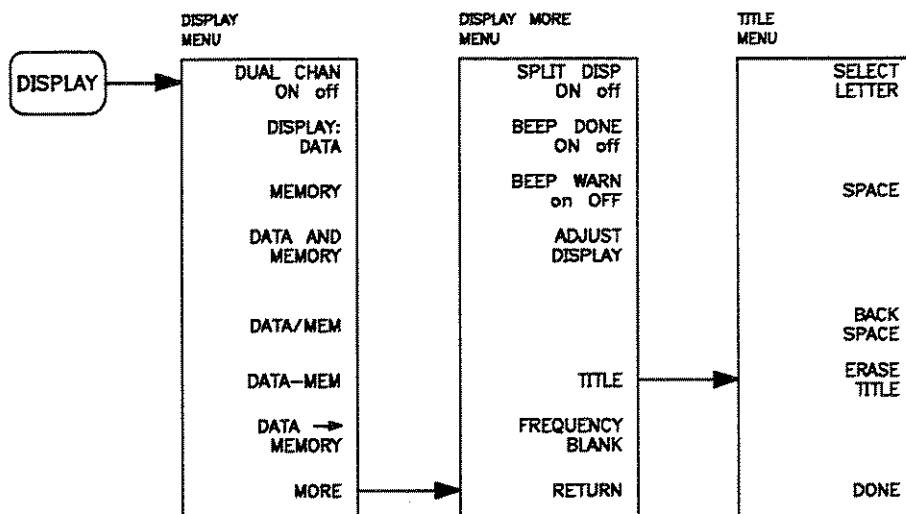 DISPLAY
DISPLAY
MENU
DUAL CHAN
ON off
DISPLAY:
DATA
MEMORY
DATA AND
MEMORY
DATA/MEM
DATA-MEM
DATA →
MEMORY
MORE
DISPLAY MORE
MENU
SPLIT DISP
ON off
BEEP DONE
ON off
BEEP WARN
on OFF
ADJUST
DISPLAY
TITLE
FREQUENCY
BLANK
RETURN
TITLE
MENU
SELECT
LETTER
SPACE
BACK
SPACE
ERASE
TITLE
DONE